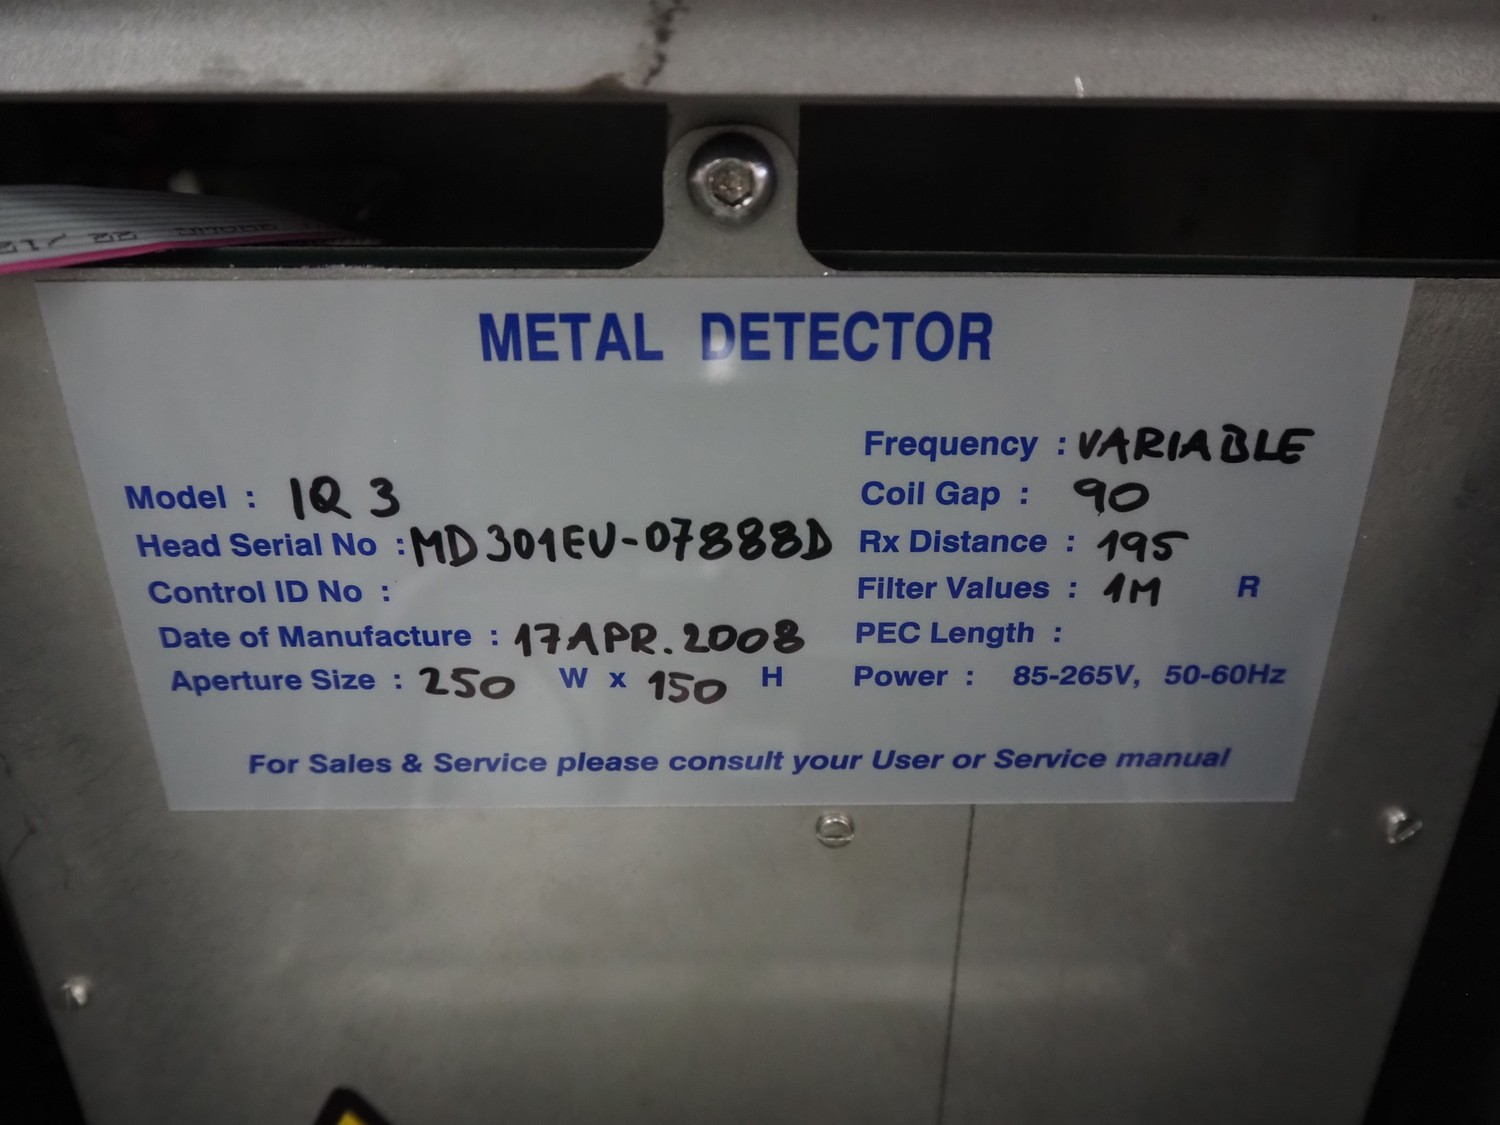 METAL DETECTOR
Model : IQ 3
Head Serial No : MD301EU-07888D
Control ID No :
Date of Manufacture : 17 APR. 2008
Aperture Size : 250 W x 150 H
Frequency : VARIABLE
Coil Gap : 90
Rx Distance : 195
Filter Values : 1M R
PEC Length :
Power : 85-265V, 50-60Hz
For Sales & Service please consult your User or Service manual